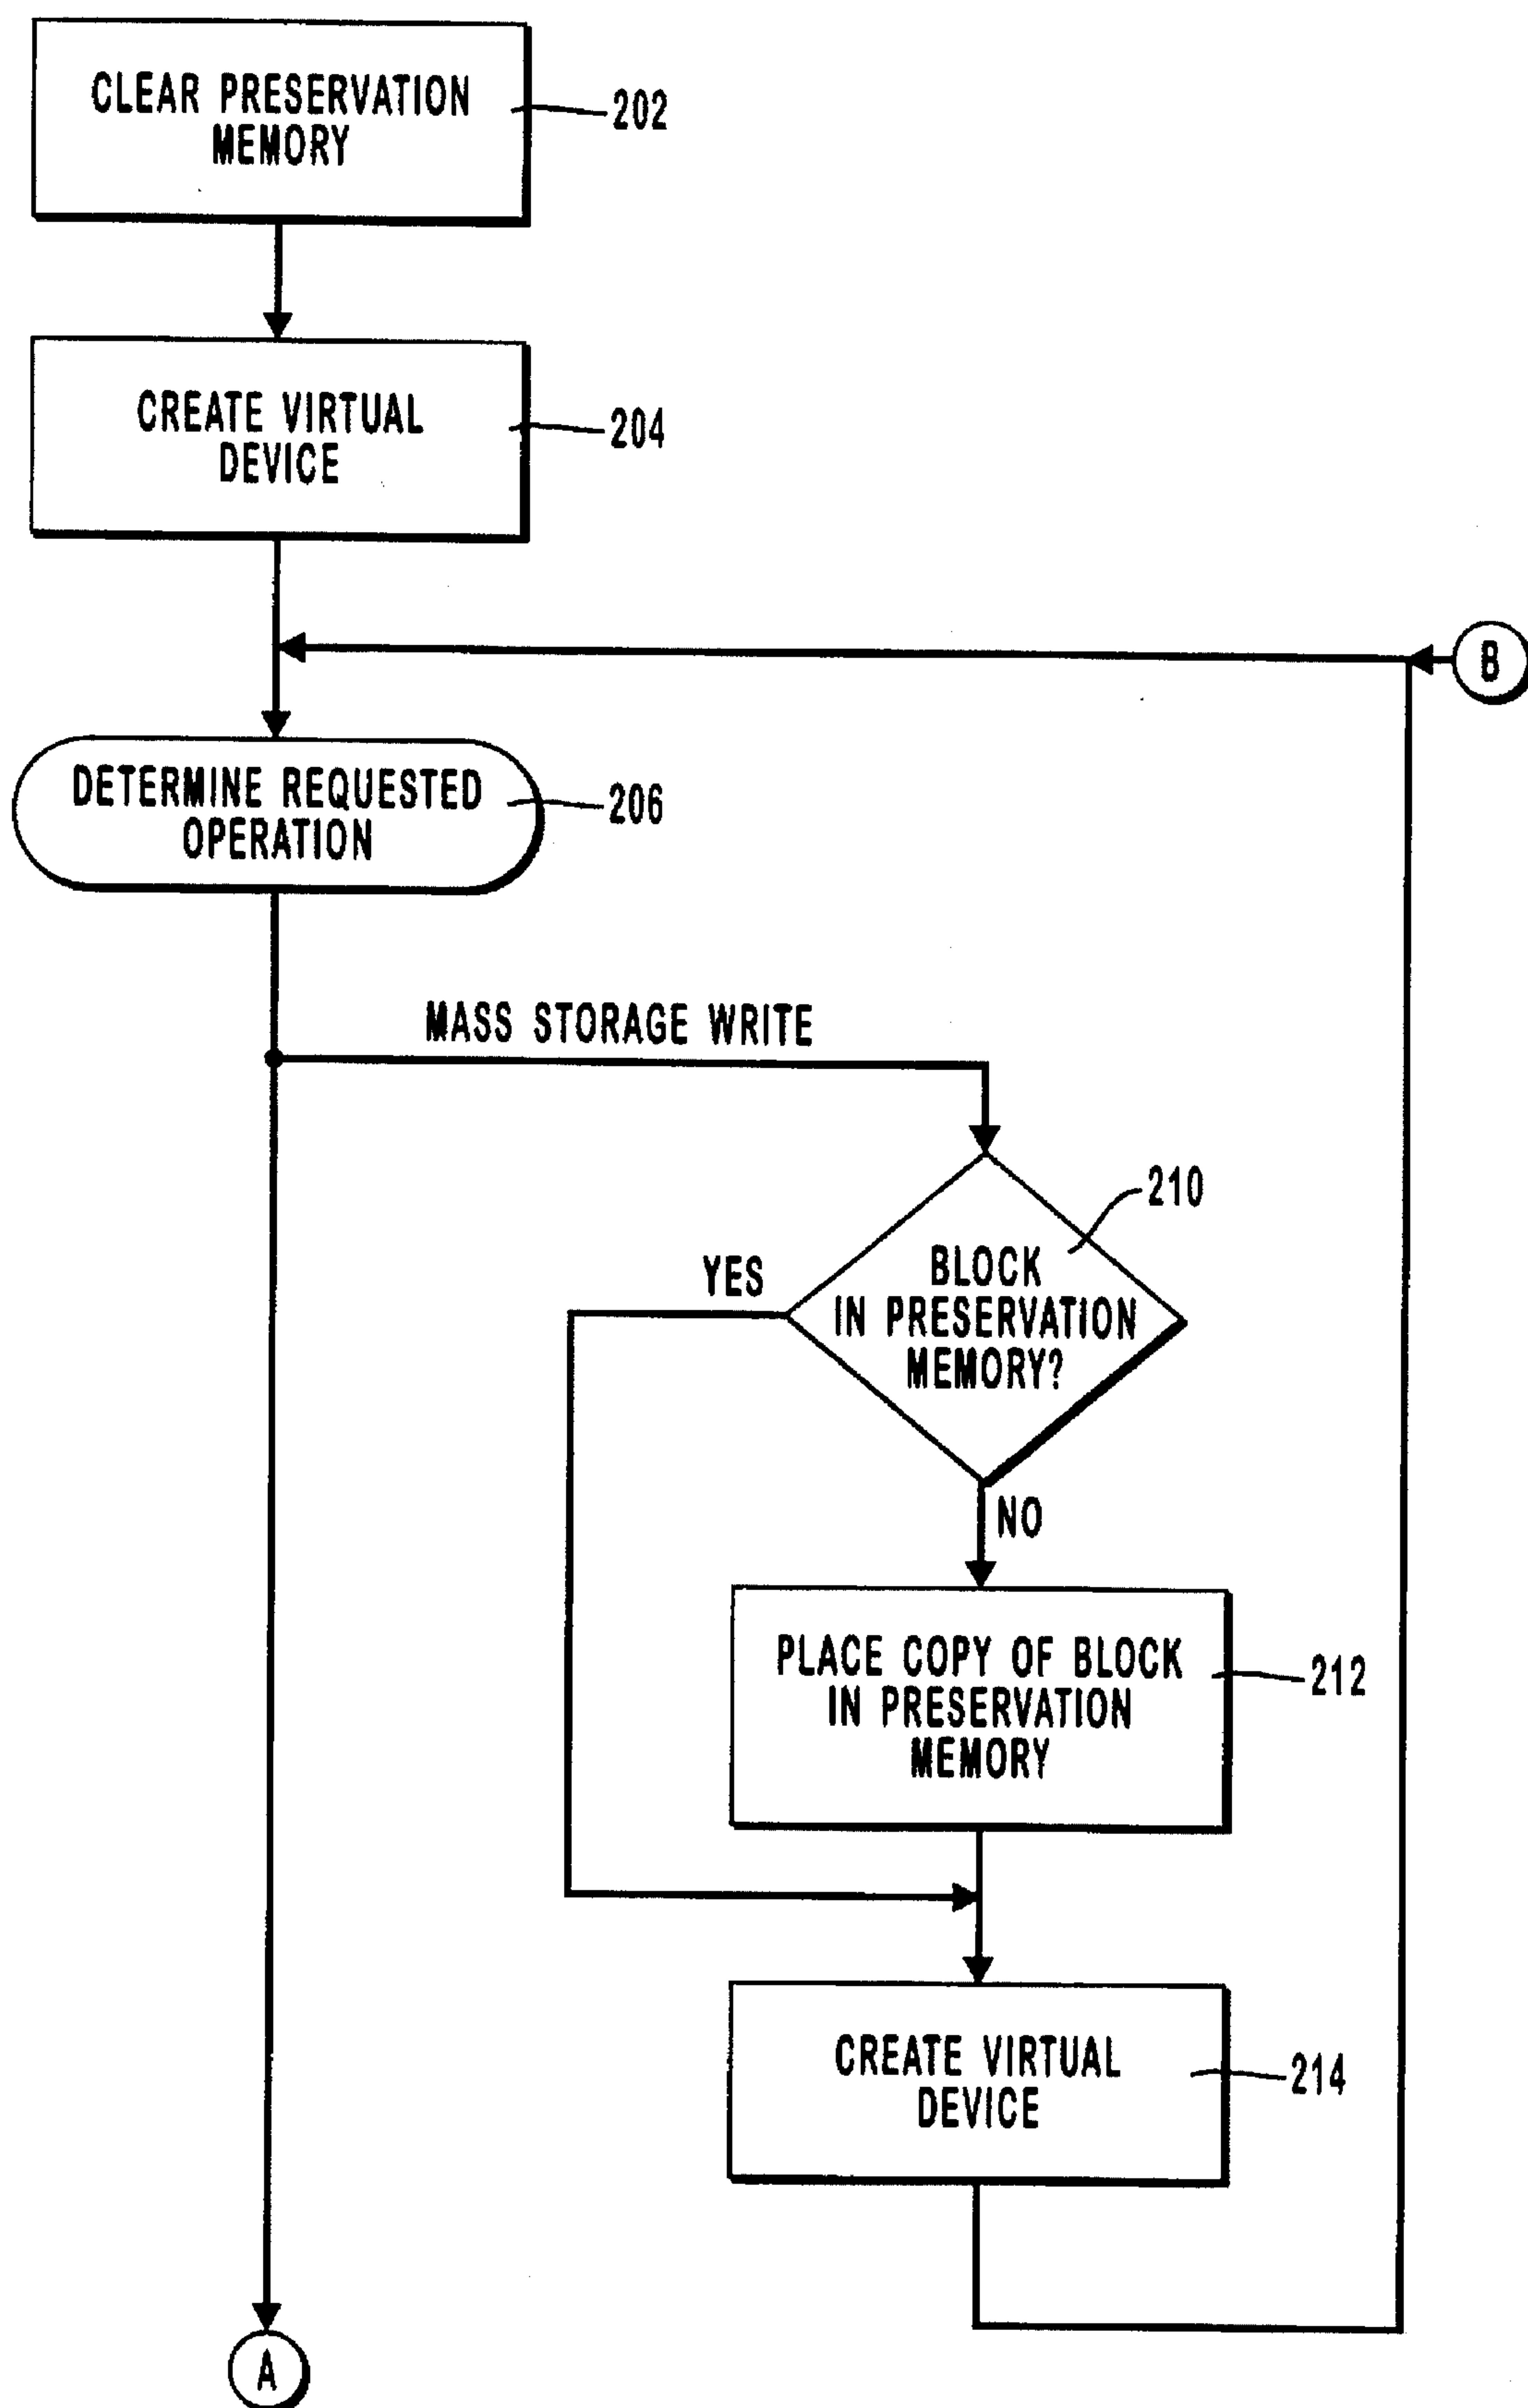 CLEAR PRESERVATION
MEMORY
202
CREATE VIRTUAL
DEVICE
204
B
DETERMINE REQUESTED
OPERATION
206
MASS STORAGE WRITE
210
YES
BLOCK
IN PRESERVATION
MEMORY?
NO
PLACE COPY OF BLOCK
IN PRESERVATION
MEMORY
212
CREATE VIRTUAL
DEVICE
214
A